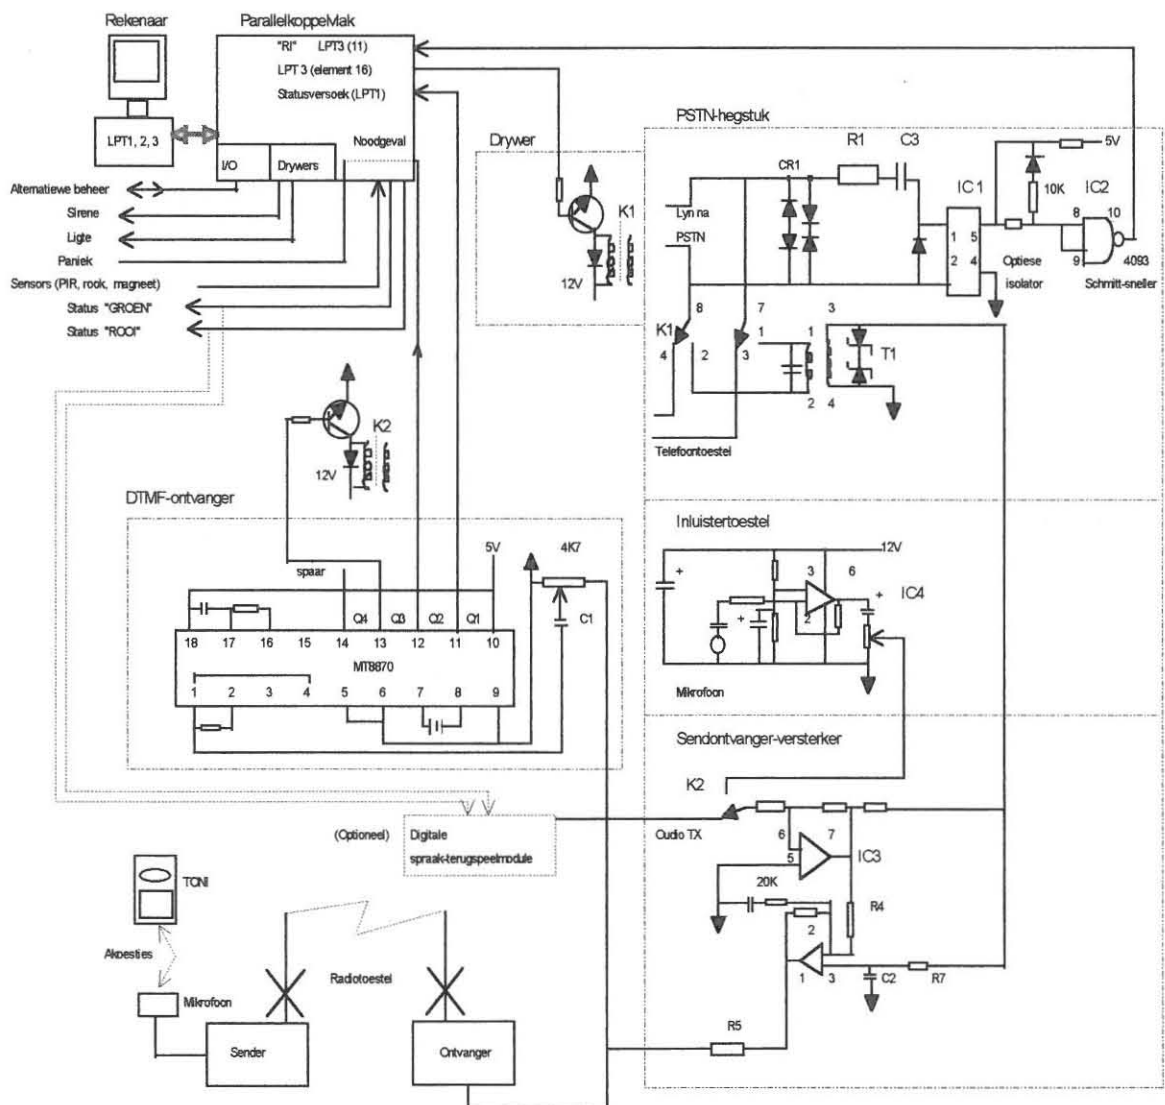 Rekenaar
ParallelkoppelMak
"RI" LPT3 (11)
LPT 3 (element 16)
Statusversoek (LPT1)
Noodgeval
LPT1, 2, 3
I/O
Drywers
Alternatiewe beheer
Sirene
Ligte
Paniek
Sensors (PIR, rook, magneet)
Status "GROEN"
Status "ROOI"
Drywer
K1
12V
PSTN-hegstuk
R1
C3
CR1
5V
IC 1
10K
IC2
Lyn na
PSTN
1 5
2 4
8 10
9 4093
Optiese
isolator
Schmitt-sneller
8 7 3
K1 1 1
4 2 3 T1
2 4
Telefoontoestel
K2
12V
DTMF-ontvanger
5V
4K7
spaar
Q4 Q3 Q2 Q1
C1
18 17 16 15 14 13 12 11 10
MT8870
1 2 3 4 5 6 7 8 9
Inluistertoestel
12V
3 6
+ + +
IC4
2
Mikrofoon
Sendontvanger-versterker
K2
Oudio TX
6 7
5
IC3
20K
R4
2
1 3
C2
R7
R5
(Optioneel)
Digitale
spraak-terugspeelmodule
TONI
Akoesties
Mikrofoon
Radiotoestel
Sender
Ontvanger